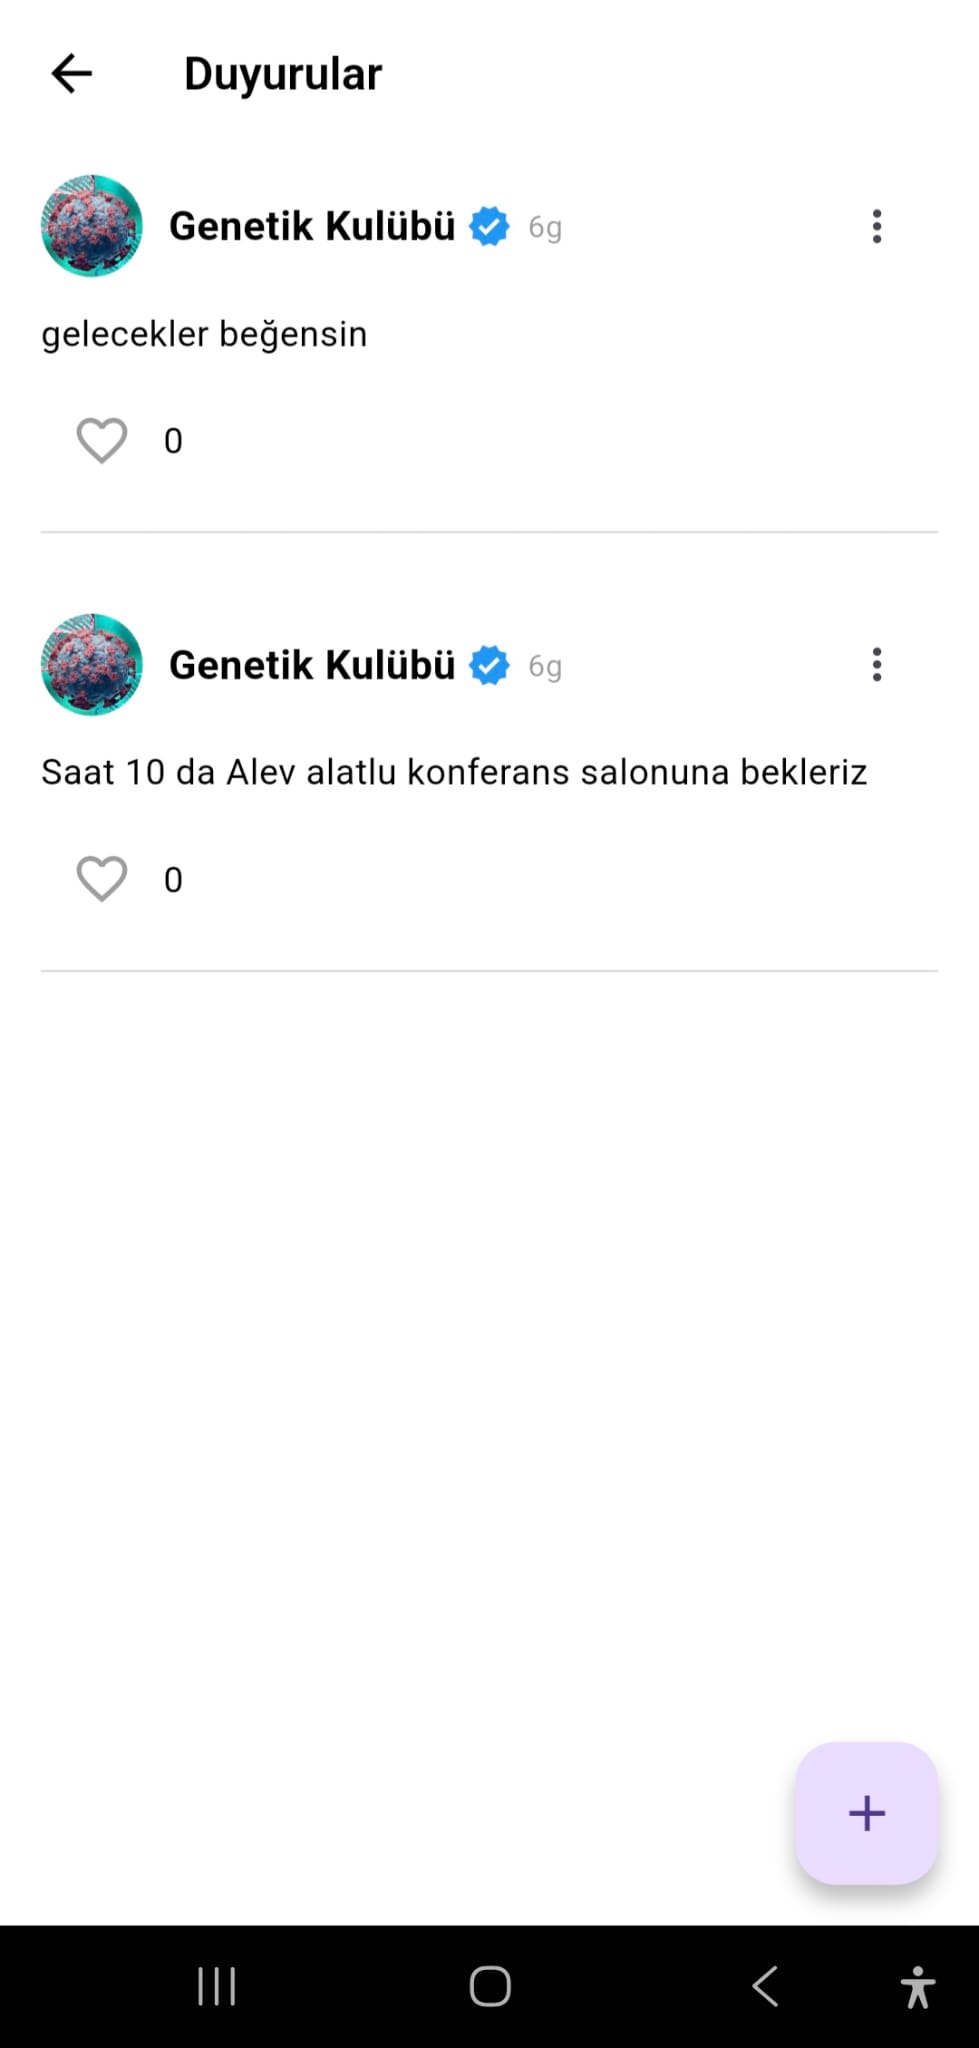 Duyurular
Genetik Kulübü 6g
gelecekler beğensin
0
Genetik Kulübü 6g
Saat 10 da Alev alatlu konferans salonuna bekleriz
0